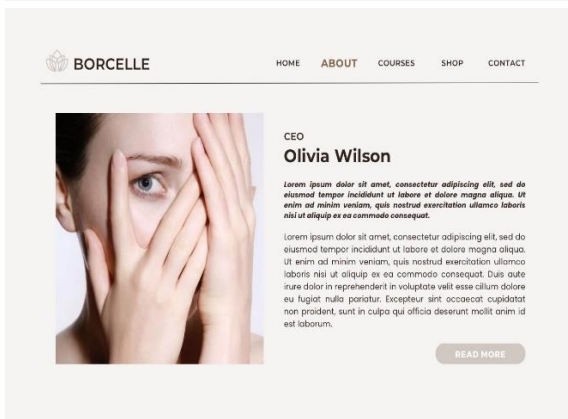 BORCELLE
HOME ABOUT COURSES SHOP CONTACT
CEO
Olivia Wilson
Lorem ipsum dolor sit amet, consectetur adipiscing elit, sed do
eiusmod tempor incididunt ut labore et dolore magna aliqua. Ut
enim ad minim veniam, quis nostrud exercitation ullamco laboris
nisi ut aliquip ex ea commodo consequat.
Lorem ipsum dolor sit amet, consectetur adipiscing elit, sed do
eiusmod tempor incididunt ut labore et dolore magna aliqua.
Ut enim ad minim veniam, quis nostrud exercitation ullamco
laboris nisi ut aliquip ex ea commodo consequat. Duis aute
irure dolor in reprehenderit in voluptate velit esse cillum dolore
eu fugiat nulla pariatur. Excepteur sint occaecat cupidatat
non proident, sunt in culpa qui officia deserunt mollit anim id
est laborum.
READ MORE